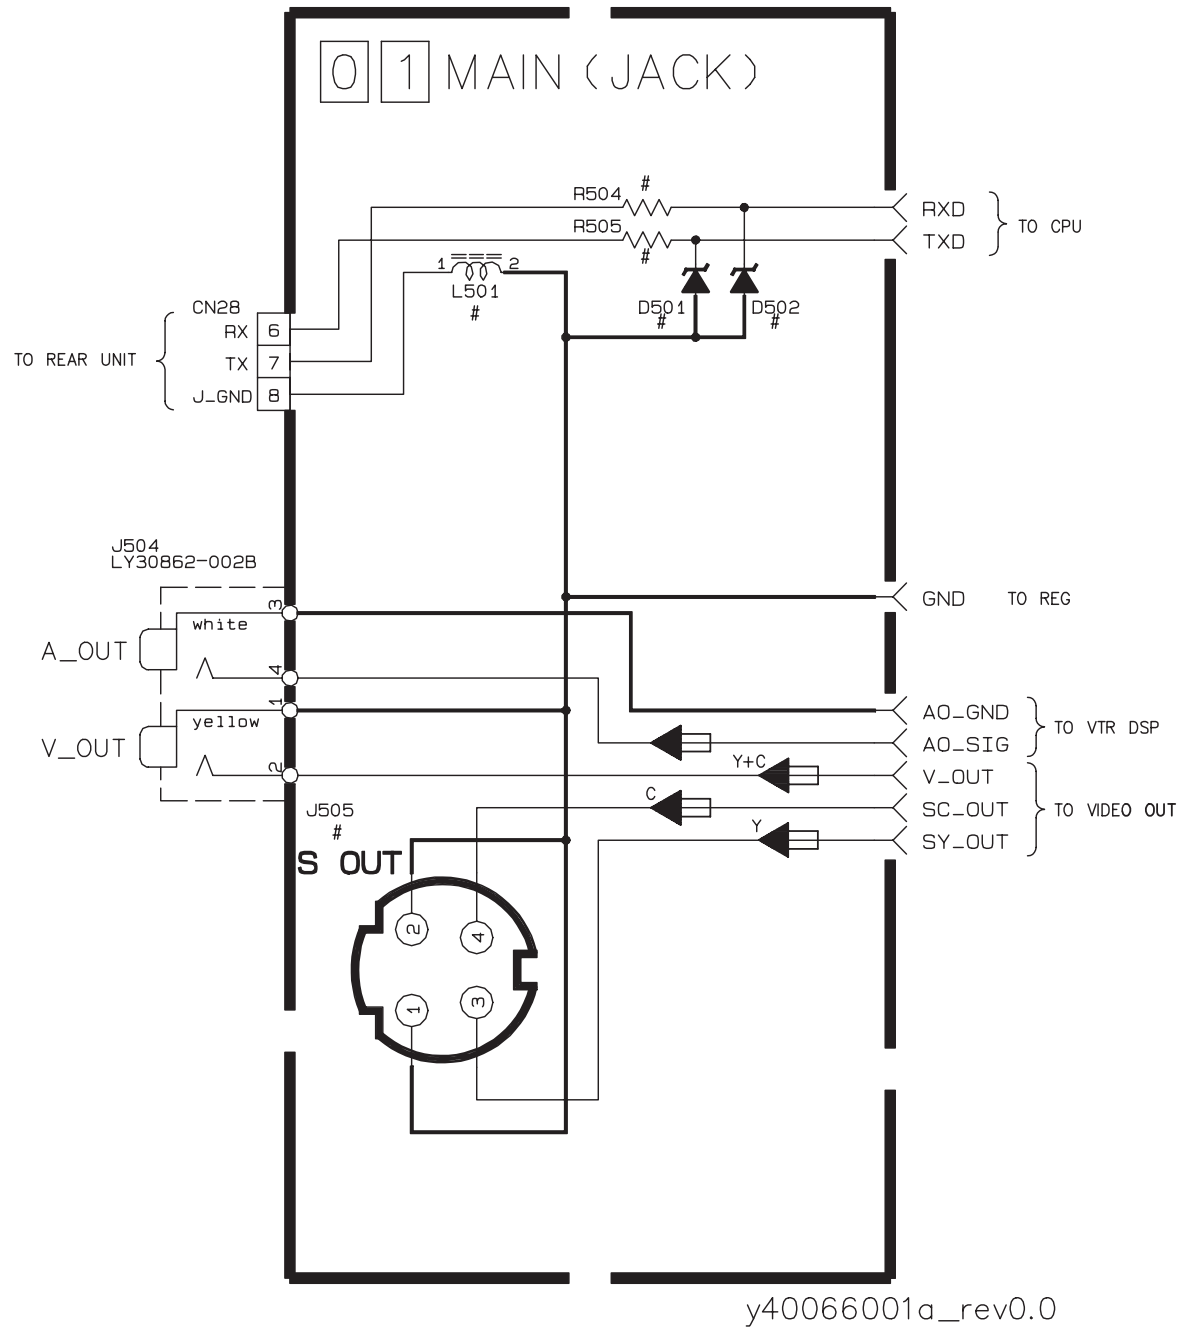 0 1 MAIN (JACK)
R504 #
RXD
R505
#
TXD
TO CPU
1 2
L501
#
D501
#
D502
#
CN28
RX 6
TX 7
J_GND 8
TO REAR UNIT
J504
LY30862-002B
GND TO REG
3
white
A_OUT
4
1
yellow
V_OUT
2
AO_GND
AO_SIG
TO VTR DSP
Y+C
V_OUT
C
SC_OUT
Y
SY_OUT
TO VIDEO OUT
J505
#
S OUT
2
4
1
3
y40066001a_rev0.0